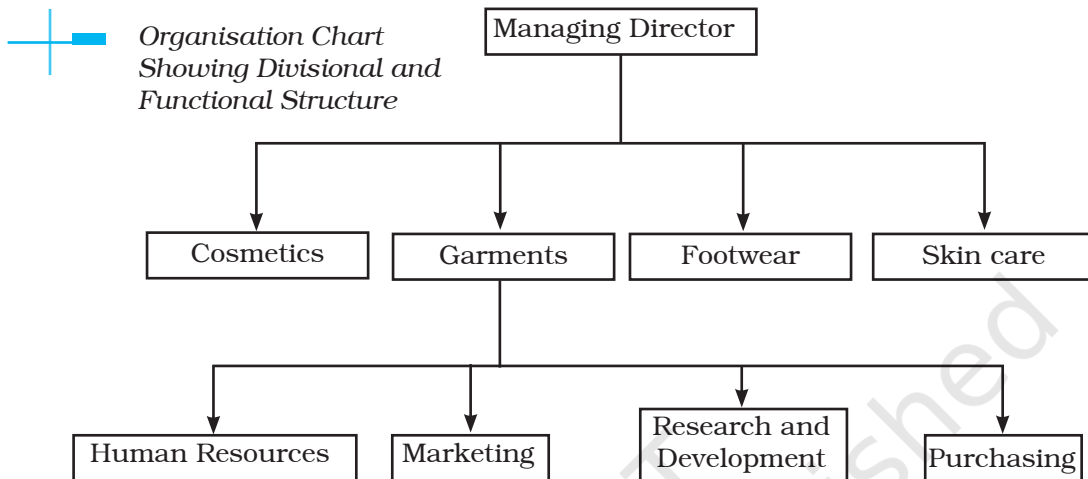 Organisation Chart
Showing Divisional and
Functional Structure
Managing Director
Cosmetics
Garments
Footwear
Skin care
Human Resources
Marketing
Research and
Development
Purchasing